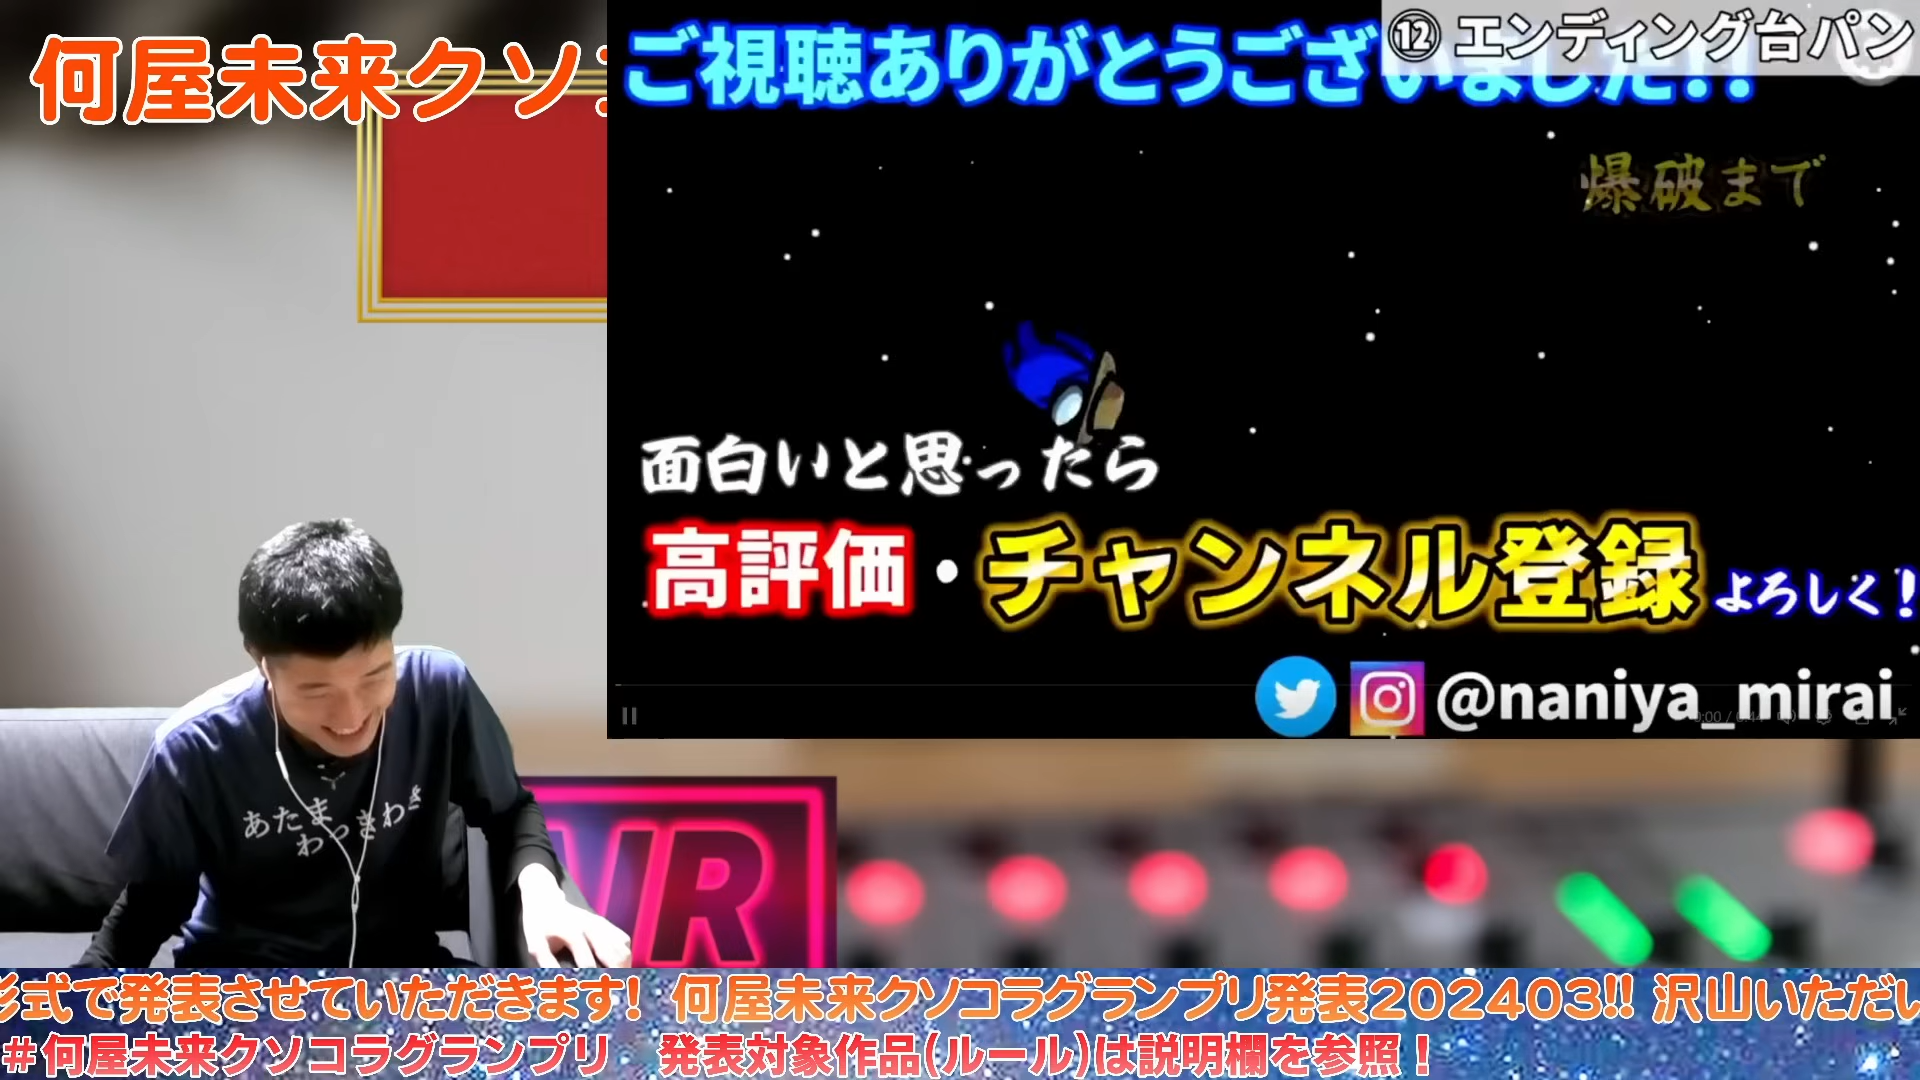 何屋未来クソコ
ご視聴ありがとうございました!!
⑫ エンディング台パン
爆破まで
面白いと思ったら
高評価・チャンネル登録よろしく!
@naniya_mirai
あたま
わっきわき
VR
形式で発表させていただきます! 何屋未来クソコラグランプリ発表202403!! 沢山いただい
#何屋未来クソコラグランプリ 発表対象作品(ルール)は説明欄を参照!